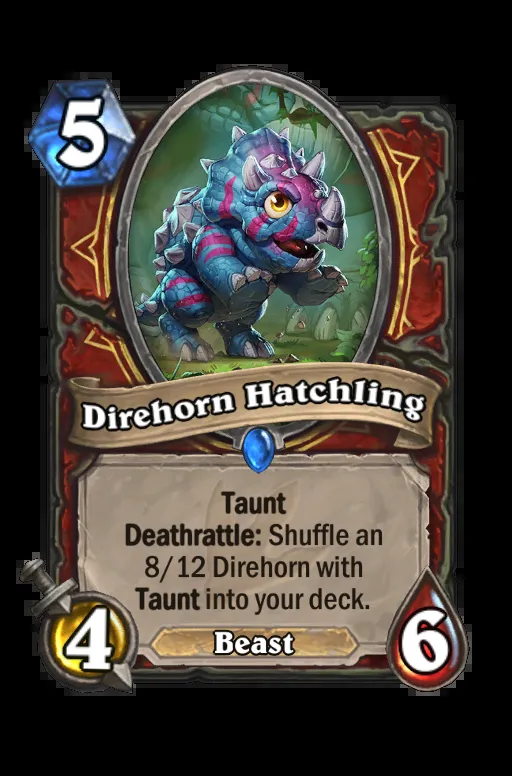 5
Direhorn Hatchling
Taunt
Deathrattle: Shuffle an
8/12 Direhorn with
Taunt into your deck.
4
Beast
6